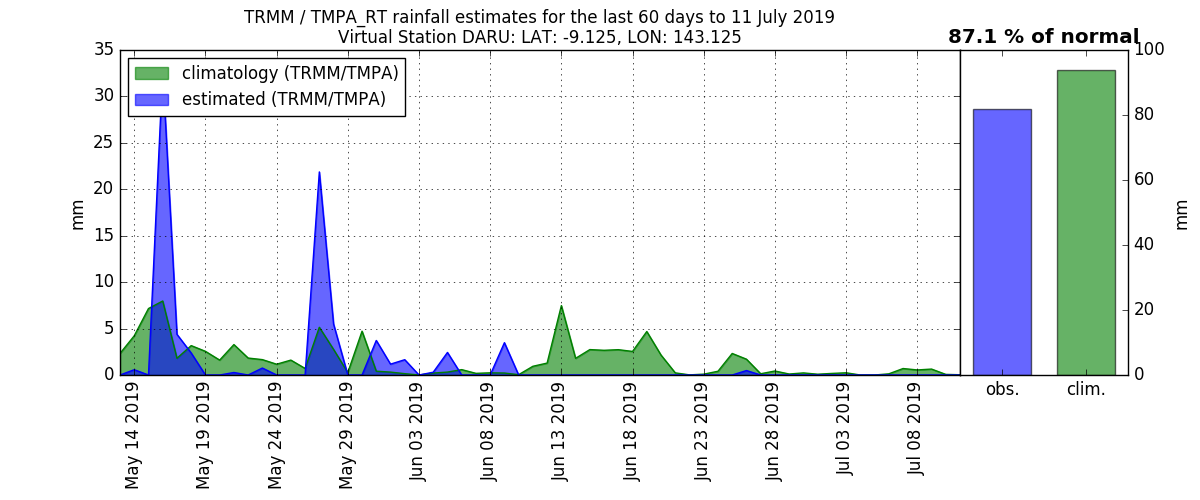 TRMM / TMPA_RT rainfall estimates for the last 60 days to 11 July 2019
Virtual Station DARU: LAT: -9.125, LON: 143.125
87.1 % of normal
climatology (TRMM/TMPA)
estimated (TRMM/TMPA)
35
30
25
20
15
10
5
0
mm
May 14 2019
May 19 2019
May 24 2019
May 29 2019
Jun 03 2019
Jun 08 2019
Jun 13 2019
Jun 18 2019
Jun 23 2019
Jun 28 2019
Jul 03 2019
Jul 08 2019
100
80
60
40
20
0
mm
obs.
clim.